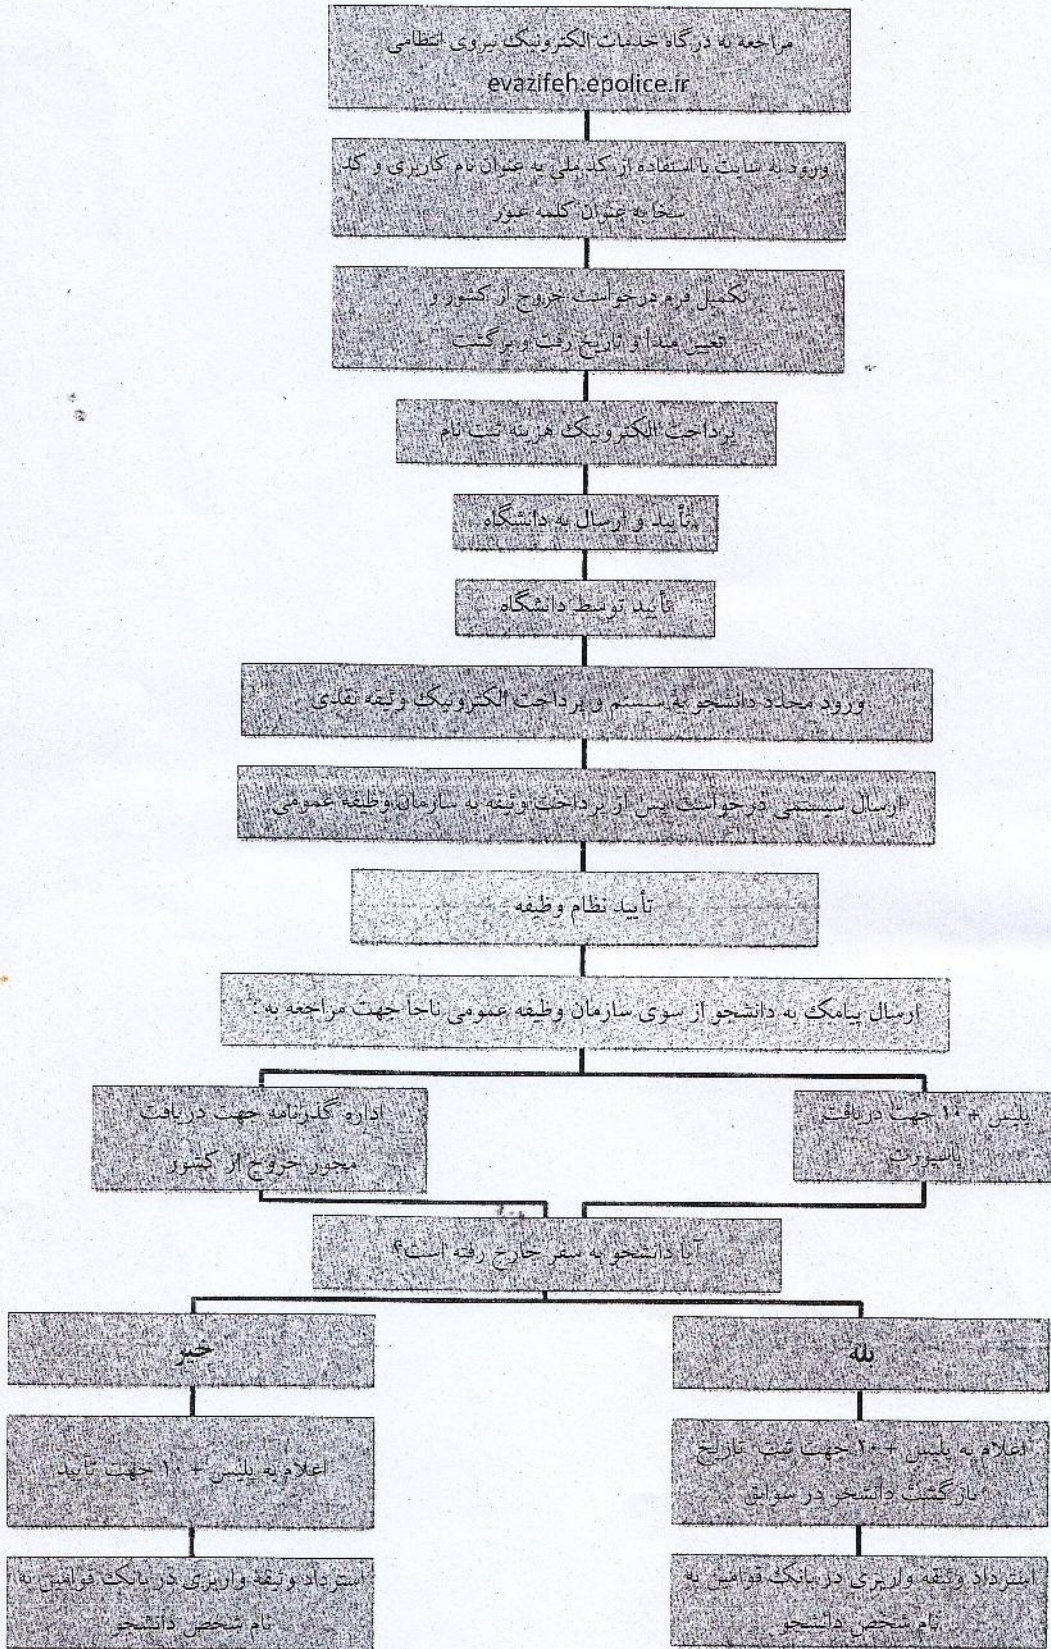 مراجعه به درگاه خدمات الکترونیک نیروی انتظامی
evazifeh.epolice.ir
ورود به سایت با استفاده از کد ملی به عنوان نام کاربری و کد
سخا به عنوان کلمه عبور
تکمیل فرم درخواست خروج از کشور و
تعیین مبدأ و تاریخ رفت و برگشت
پرداخت الکترونیک هزینه ثبت نام
تأیید و ارسال به دانشگاه
تأیید توسط دانشگاه
ورود مجدد دانشجو به سیستم و پرداخت الکترونیک وثیقه نقدی
ارسال سیستمی درخواست پس از پرداخت وثیقه به سازمان وظیفه عمومی
تأیید نظام وظیفه
ارسال پیامک به دانشجو از سوی سازمان وظیفه عمومی ناجا جهت مراجعه به :
پلیس + ۱۰ جهت دریافت
پاسپورت
اداره گذرنامه جهت دریافت
مجوز خروج از کشور
آیا دانشجو به سفر خارج رفته است؟
بله
خیر
اعلام به پلیس + ۱۰ جهت ثبت تاریخ
بازگشت دانشجو در سوابق
اعلام به پلیس + ۱۰ جهت تأیید
استرداد وثیقه واریزی در بانک قوامین به
نام شخص دانشجو
استرداد وثیقه واریزی در بانک قوامین به
نام شخص دانشجو